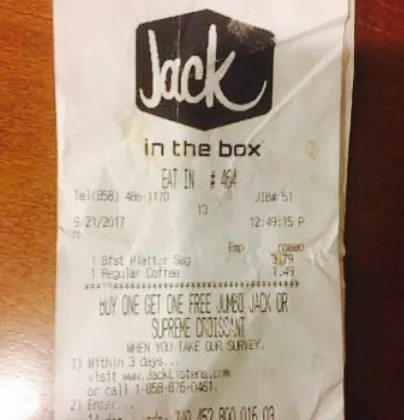 Jack
in the box
EAT IN # 464
Tel(858) 486-1170 JIB# 51
13
9/21/2017 12:49:15 P
M
Emp
1 Bfst Platter Sag 3.79
1 Regular Coffee 1.49
BUY ONE GET ONE FREE JUMBO JACK OR
SUPREME CROISSANT
WHEN YOU TAKE OUR SURVEY.
1) Within 3 days...
visit www.JackListens.com
or call 1-858-876-0461.
2) Enter...